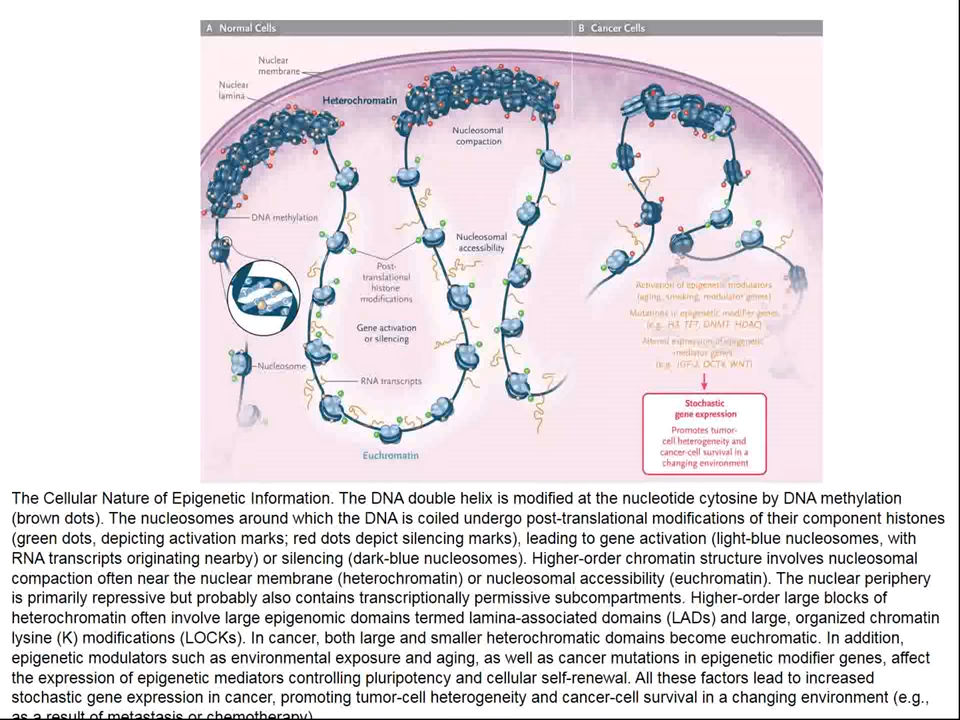 A Normal Cells
B Cancer Cells
Nuclear
membrane
Nuclear
lamina
Heterochromatin
Nucleosomal
compaction
DNA methylation
Nucleosomal
accessibility
Post-
translational
histone
modifications
Gene activation
or silencing
Nucleosome
RNA transcripts
Euchromatin
Activation of epigenetic modulators
(aging, smoking, modulator genes)
Mutations in epigenetic modifier genes
(e.g., H3, TET, DNMT, HDAC)
Altered expression of epigenetic
mediator genes
(e.g., IGF-2, OCT4, WNT)
Stochastic
gene expression
Promotes tumor-
cell heterogeneity and
cancer-cell survival in a
changing environment
The Cellular Nature of Epigenetic Information. The DNA double helix is modified at the nucleotide cytosine by DNA methylation
(brown dots). The nucleosomes around which the DNA is coiled undergo post-translational modifications of their component histones
(green dots, depicting activation marks; red dots depict silencing marks), leading to gene activation (light-blue nucleosomes, with
RNA transcripts originating nearby) or silencing (dark-blue nucleosomes). Higher-order chromatin structure involves nucleosomal
compaction often near the nuclear membrane (heterochromatin) or nucleosomal accessibility (euchromatin). The nuclear periphery
is primarily repressive but probably also contains transcriptionally permissive subcompartments. Higher-order large blocks of
heterochromatin often involve large epigenomic domains termed lamina-associated domains (LADs) and large, organized chromatin
lysine (K) modifications (LOCKs). In cancer, both large and smaller heterochromatic domains become euchromatic. In addition,
epigenetic modulators such as environmental exposure and aging, as well as cancer mutations in epigenetic modifier genes, affect
the expression of epigenetic mediators controlling pluripotency and cellular self-renewal. All these factors lead to increased
stochastic gene expression in cancer, promoting tumor-cell heterogeneity and cancer-cell survival in a changing environment (e.g.,
as a result of metastasis or chemotherapy)